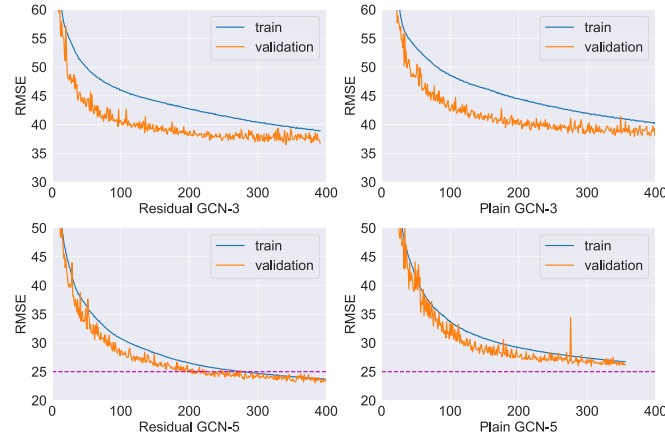 60
55
50
45
40
35
30
RMSE
train
validation
0 100 200 300 400
Residual GCN-3
60
55
50
45
40
35
30
RMSE
train
validation
0 100 200 300 400
Plain GCN-3
50
45
40
35
30
25
20
RMSE
train
validation
0 100 200 300 400
Residual GCN-5
50
45
40
35
30
25
20
RMSE
train
validation
0 100 200 300 400
Plain GCN-5